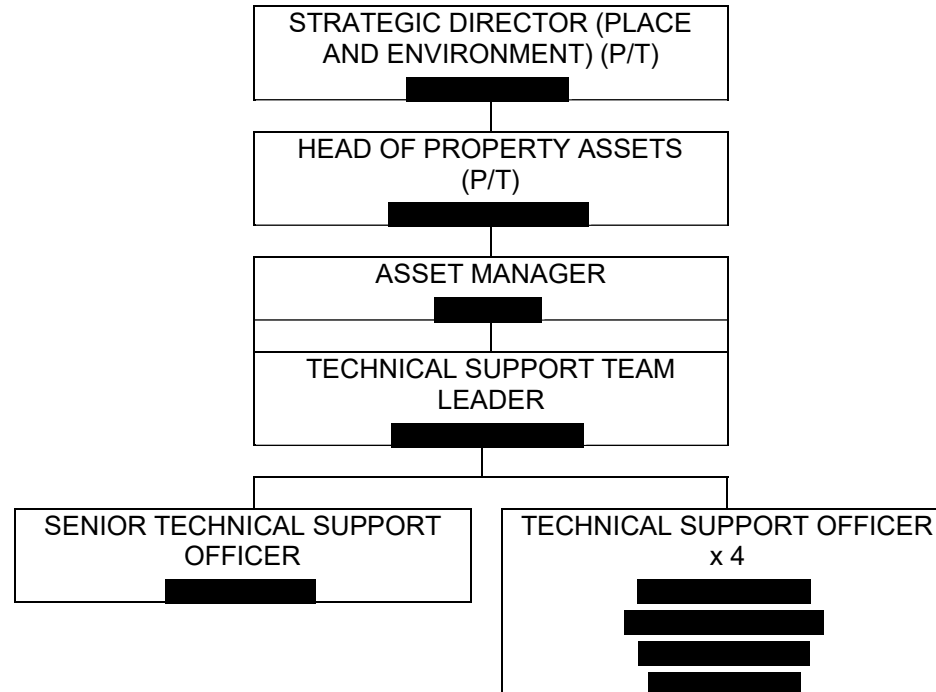 STRATEGIC DIRECTOR (PLACE
AND ENVIRONMENT) (P/T)
HEAD OF PROPERTY ASSETS
(P/T)
ASSET MANAGER
TECHNICAL SUPPORT TEAM
LEADER
SENIOR TECHNICAL SUPPORT
OFFICER
TECHNICAL SUPPORT OFFICER
x 4